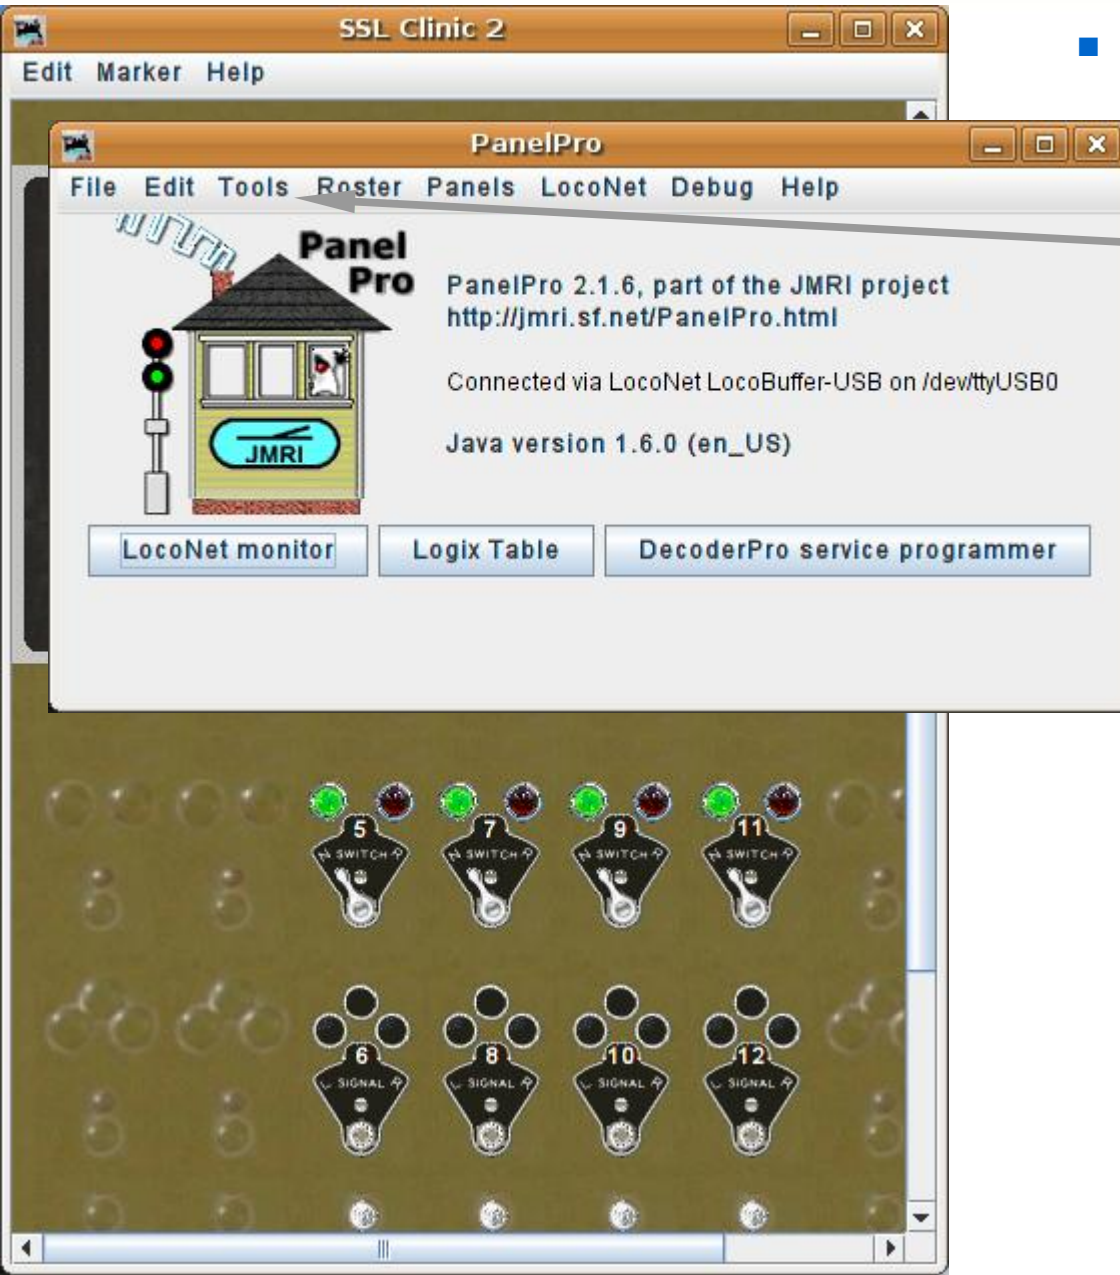 SSL Clinic 2
Edit Marker Help
PanelPro
File Edit Tools Roster Panels LocoNet Debug Help
Panel
Pro
PanelPro 2.1.6, part of the JMRI project
http://jmri.sf.net/PanelPro.html
Connected via LocoNet LocoBuffer-USB on /dev/ttyUSB0
Java version 1.6.0 (en_US)
JMRI
LocoNet monitor Logix Table DecoderPro service programmer
5 7 9 11
N SWITCH R N SWITCH R N SWITCH R N SWITCH R
6 8 10 12
L SIGNAL R L SIGNAL R L SIGNAL R L SIGNAL R